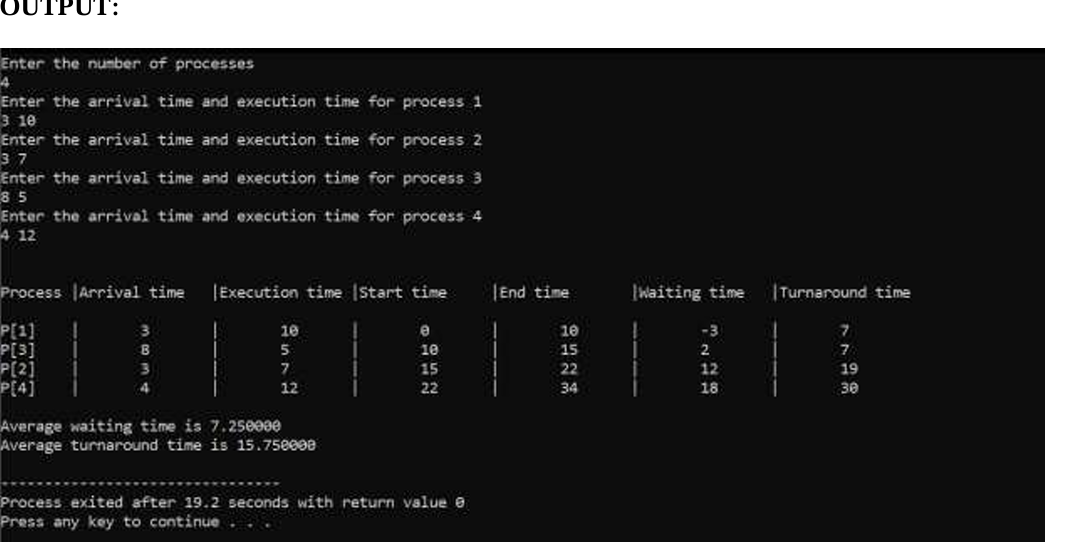 OUTPUT:
Enter the number of processes
4
Enter the arrival time and execution time for process 1
3 10
Enter the arrival time and execution time for process 2
3 7
Enter the arrival time and execution time for process 3
8 5
Enter the arrival time and execution time for process 4
4 12
Process |Arrival time |Execution time |Start time |End time |Waiting time |Turnaround time
P[1] | 3 | 10 | 0 | 10 | -3 | 7
P[3] | 8 | 5 | 10 | 15 | 2 | 7
P[2] | 3 | 7 | 15 | 22 | 12 | 19
P[4] | 4 | 12 | 22 | 34 | 18 | 30
Average waiting time is 7.250000
Average turnaround time is 15.750000
--------------------------------
Process exited after 19.2 seconds with return value 0
Press any key to continue . . .